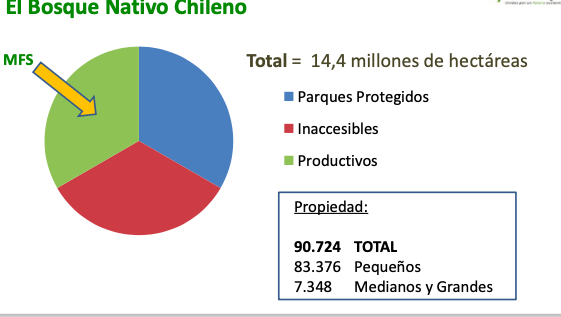 El Bosque Nativo Chileno
MFS
Total = 14,4 millones de hectáreas
Parques Protegidos
Inaccesibles
Productivos
Propiedad:
90.724 TOTAL
83.376 Pequeños
7.348 Medianos y Grandes